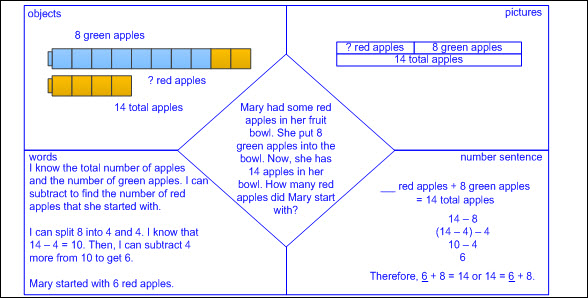 objects
8 green apples
? red apples
14 total apples
pictures
? red apples 8 green apples
14 total apples
Mary had some red
apples in her fruit
bowl. She put 8
green apples into the
bowl. Now, she has
14 apples in her
bowl. How many red
apples did Mary start
with?
words
I know the total number of apples
and the number of green apples. I can
subtract to find the number of red
apples that she started with.
I can split 8 into 4 and 4. I know that
14 – 4 = 10. Then, I can subtract 4
more from 10 to get 6.
Mary started with 6 red apples.
number sentence
___ red apples + 8 green apples
= 14 total apples
14 – 8
(14 – 4) – 4
10 – 4
6
Therefore, 6 + 8 = 14 or 14 = 6 + 8.